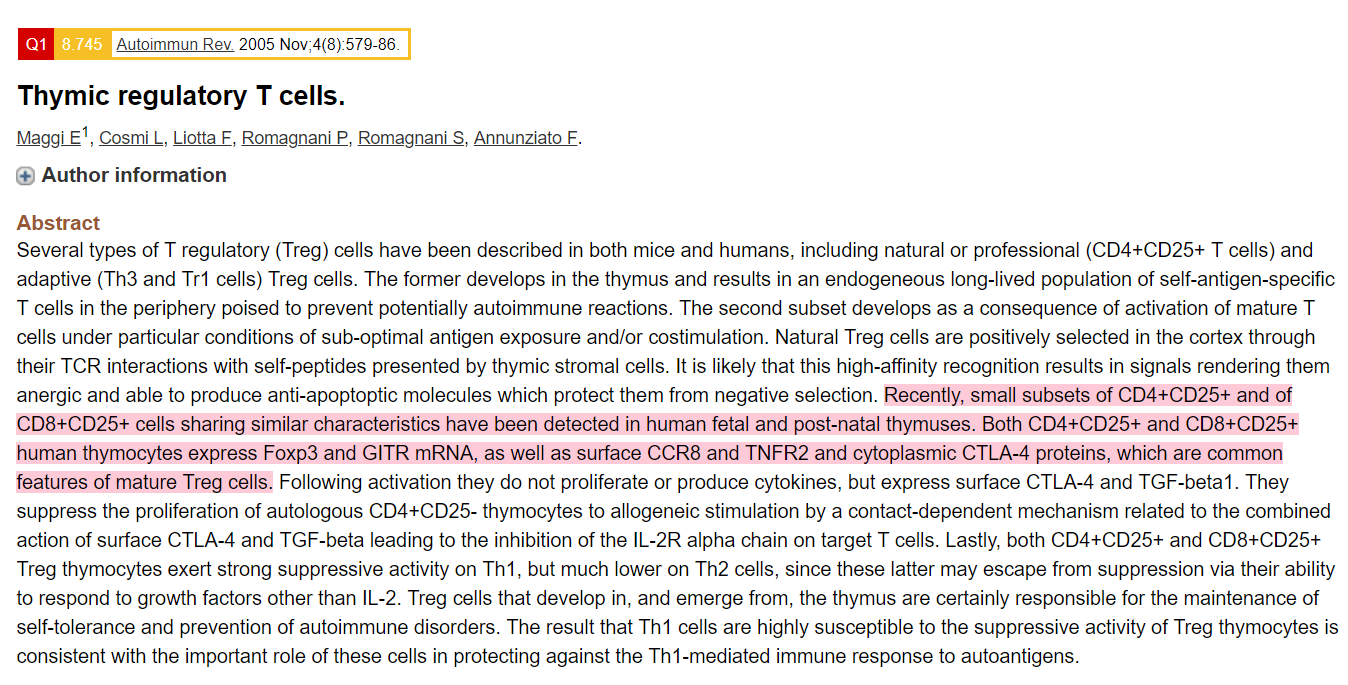 Q1 8.745 Autoimmun Rev. 2005 Nov;4(8):579-86.
Thymic regulatory T cells.
Maggi E1, Cosmi L, Liotta F, Romagnani P, Romagnani S, Annunziato F.
Author information
Abstract
Several types of T regulatory (Treg) cells have been described in both mice and humans, including natural or professional (CD4+CD25+ T cells) and
adaptive (Th3 and Tr1 cells) Treg cells. The former develops in the thymus and results in an endogeneous long-lived population of self-antigen-specific
T cells in the periphery poised to prevent potentially autoimmune reactions. The second subset develops as a consequence of activation of mature T
cells under particular conditions of sub-optimal antigen exposure and/or costimulation. Natural Treg cells are positively selected in the cortex through
their TCR interactions with self-peptides presented by thymic stromal cells. It is likely that this high-affinity recognition results in signals rendering them
anergic and able to produce anti-apoptopic molecules which protect them from negative selection. Recently, small subsets of CD4+CD25+ and of
CD8+CD25+ cells sharing similar characteristics have been detected in human fetal and post-natal thymuses. Both CD4+CD25+ and CD8+CD25+
human thymocytes express Foxp3 and GITR mRNA, as well as surface CCR8 and TNFR2 and cytoplasmic CTLA-4 proteins, which are common
features of mature Treg cells. Following activation they do not proliferate or produce cytokines, but express surface CTLA-4 and TGF-beta1. They
suppress the proliferation of autologous CD4+CD25- thymocytes to allogeneic stimulation by a contact-dependent mechanism related to the combined
action of surface CTLA-4 and TGF-beta leading to the inhibition of the IL-2R alpha chain on target T cells. Lastly, both CD4+CD25+ and CD8+CD25+
Treg thymocytes exert strong suppressive activity on Th1, but much lower on Th2 cells, since these latter may escape from suppression via their ability
to respond to growth factors other than IL-2. Treg cells that develop in, and emerge from, the thymus are certainly responsible for the maintenance of
self-tolerance and prevention of autoimmune disorders. The result that Th1 cells are highly susceptible to the suppressive activity of Treg thymocytes is
consistent with the important role of these cells in protecting against the Th1-mediated immune response to autoantigens.